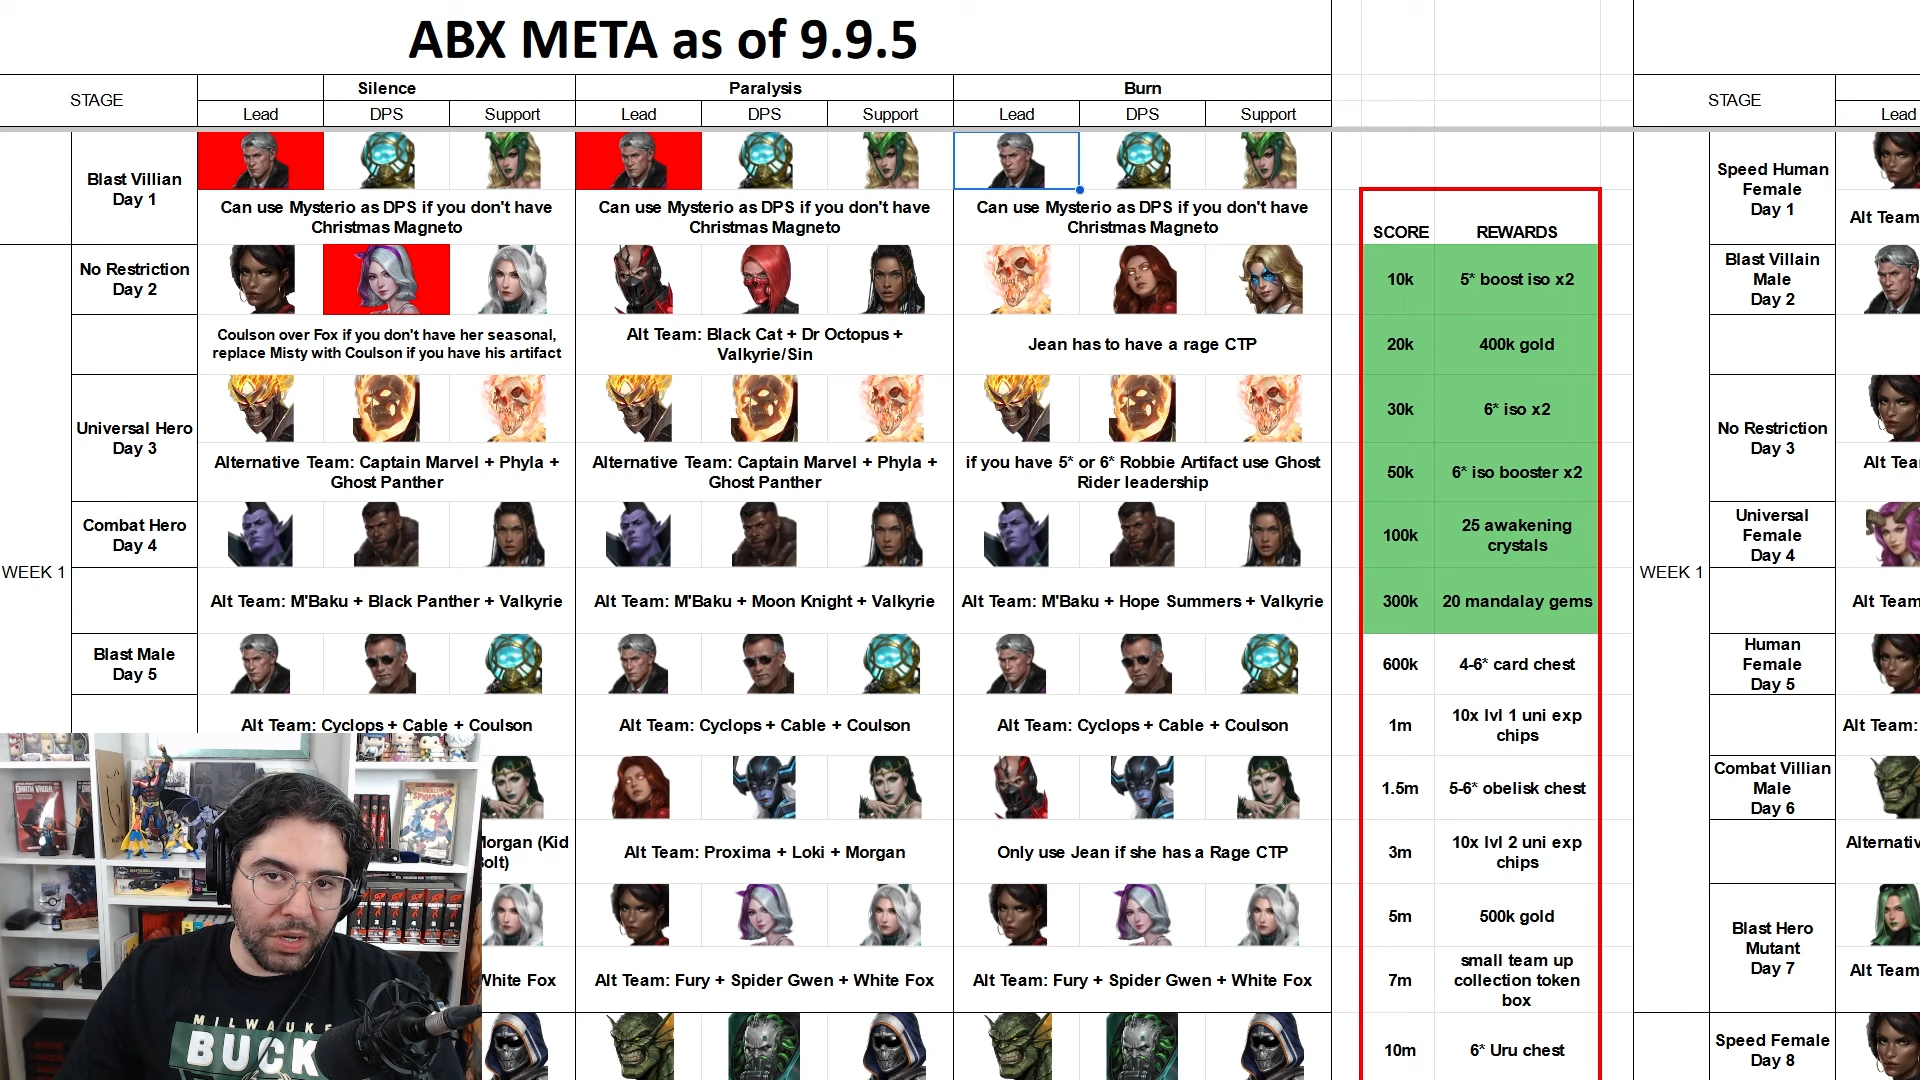 ABX META as of 9.9.5
STAGE
Silence
Paralysis
Burn
Lead
DPS
Support
Lead
DPS
Support
Lead
DPS
Support
STAGE
Lead
WEEK 1
Blast Villian
Day 1
Can use Mysterio as DPS if you don't have
Christmas Magneto
Can use Mysterio as DPS if you don't have
Christmas Magneto
Can use Mysterio as DPS if you don't have
Christmas Magneto
No Restriction
Day 2
Coulson over Fox if you don't have her seasonal,
replace Misty with Coulson if you have his artifact
Alt Team: Black Cat + Dr Octopus +
Valkyrie/Sin
Jean has to have a rage CTP
Universal Hero
Day 3
Alternative Team: Captain Marvel + Phyla +
Ghost Panther
Alternative Team: Captain Marvel + Phyla +
Ghost Panther
if you have 5* or 6* Robbie Artifact use Ghost
Rider leadership
Combat Hero
Day 4
Alt Team: M'Baku + Black Panther + Valkyrie
Alt Team: M'Baku + Moon Knight + Valkyrie
Alt Team: M'Baku + Hope Summers + Valkyrie
Blast Male
Day 5
Alt Team: Cyclops + Cable + Coulson
Alt Team: Cyclops + Cable + Coulson
Alt Team: Cyclops + Cable + Coulson
Morgan (Kid
Bolt)
Alt Team: Proxima + Loki + Morgan
Only use Jean if she has a Rage CTP
White Fox
Alt Team: Fury + Spider Gwen + White Fox
Alt Team: Fury + Spider Gwen + White Fox
SCORE REWARDS
10k 5* boost iso x2
20k 400k gold
30k 6* iso x2
50k 6* iso booster x2
100k 25 awakening
crystals
300k 20 mandalay gems
600k 4-6* card chest
1m 10x lvl 1 uni exp
chips
1.5m 5-6* obelisk chest
3m 10x lvl 2 uni exp
chips
5m 500k gold
7m small team up
collection token
box
10m 6* Uru chest
WEEK 1
Speed Human
Female
Day 1
Alt Team
Blast Villain
Male
Day 2
No Restriction
Day 3
Alt Tea
Universal
Female
Day 4
Alt Team
Human
Female
Day 5
Alt Team:
Combat Villian
Male
Day 6
Alternativ
Blast Hero
Mutant
Day 7
Alt Team
Speed Female
Day 8
DARTH VADER
MILWAUKE
BUCK